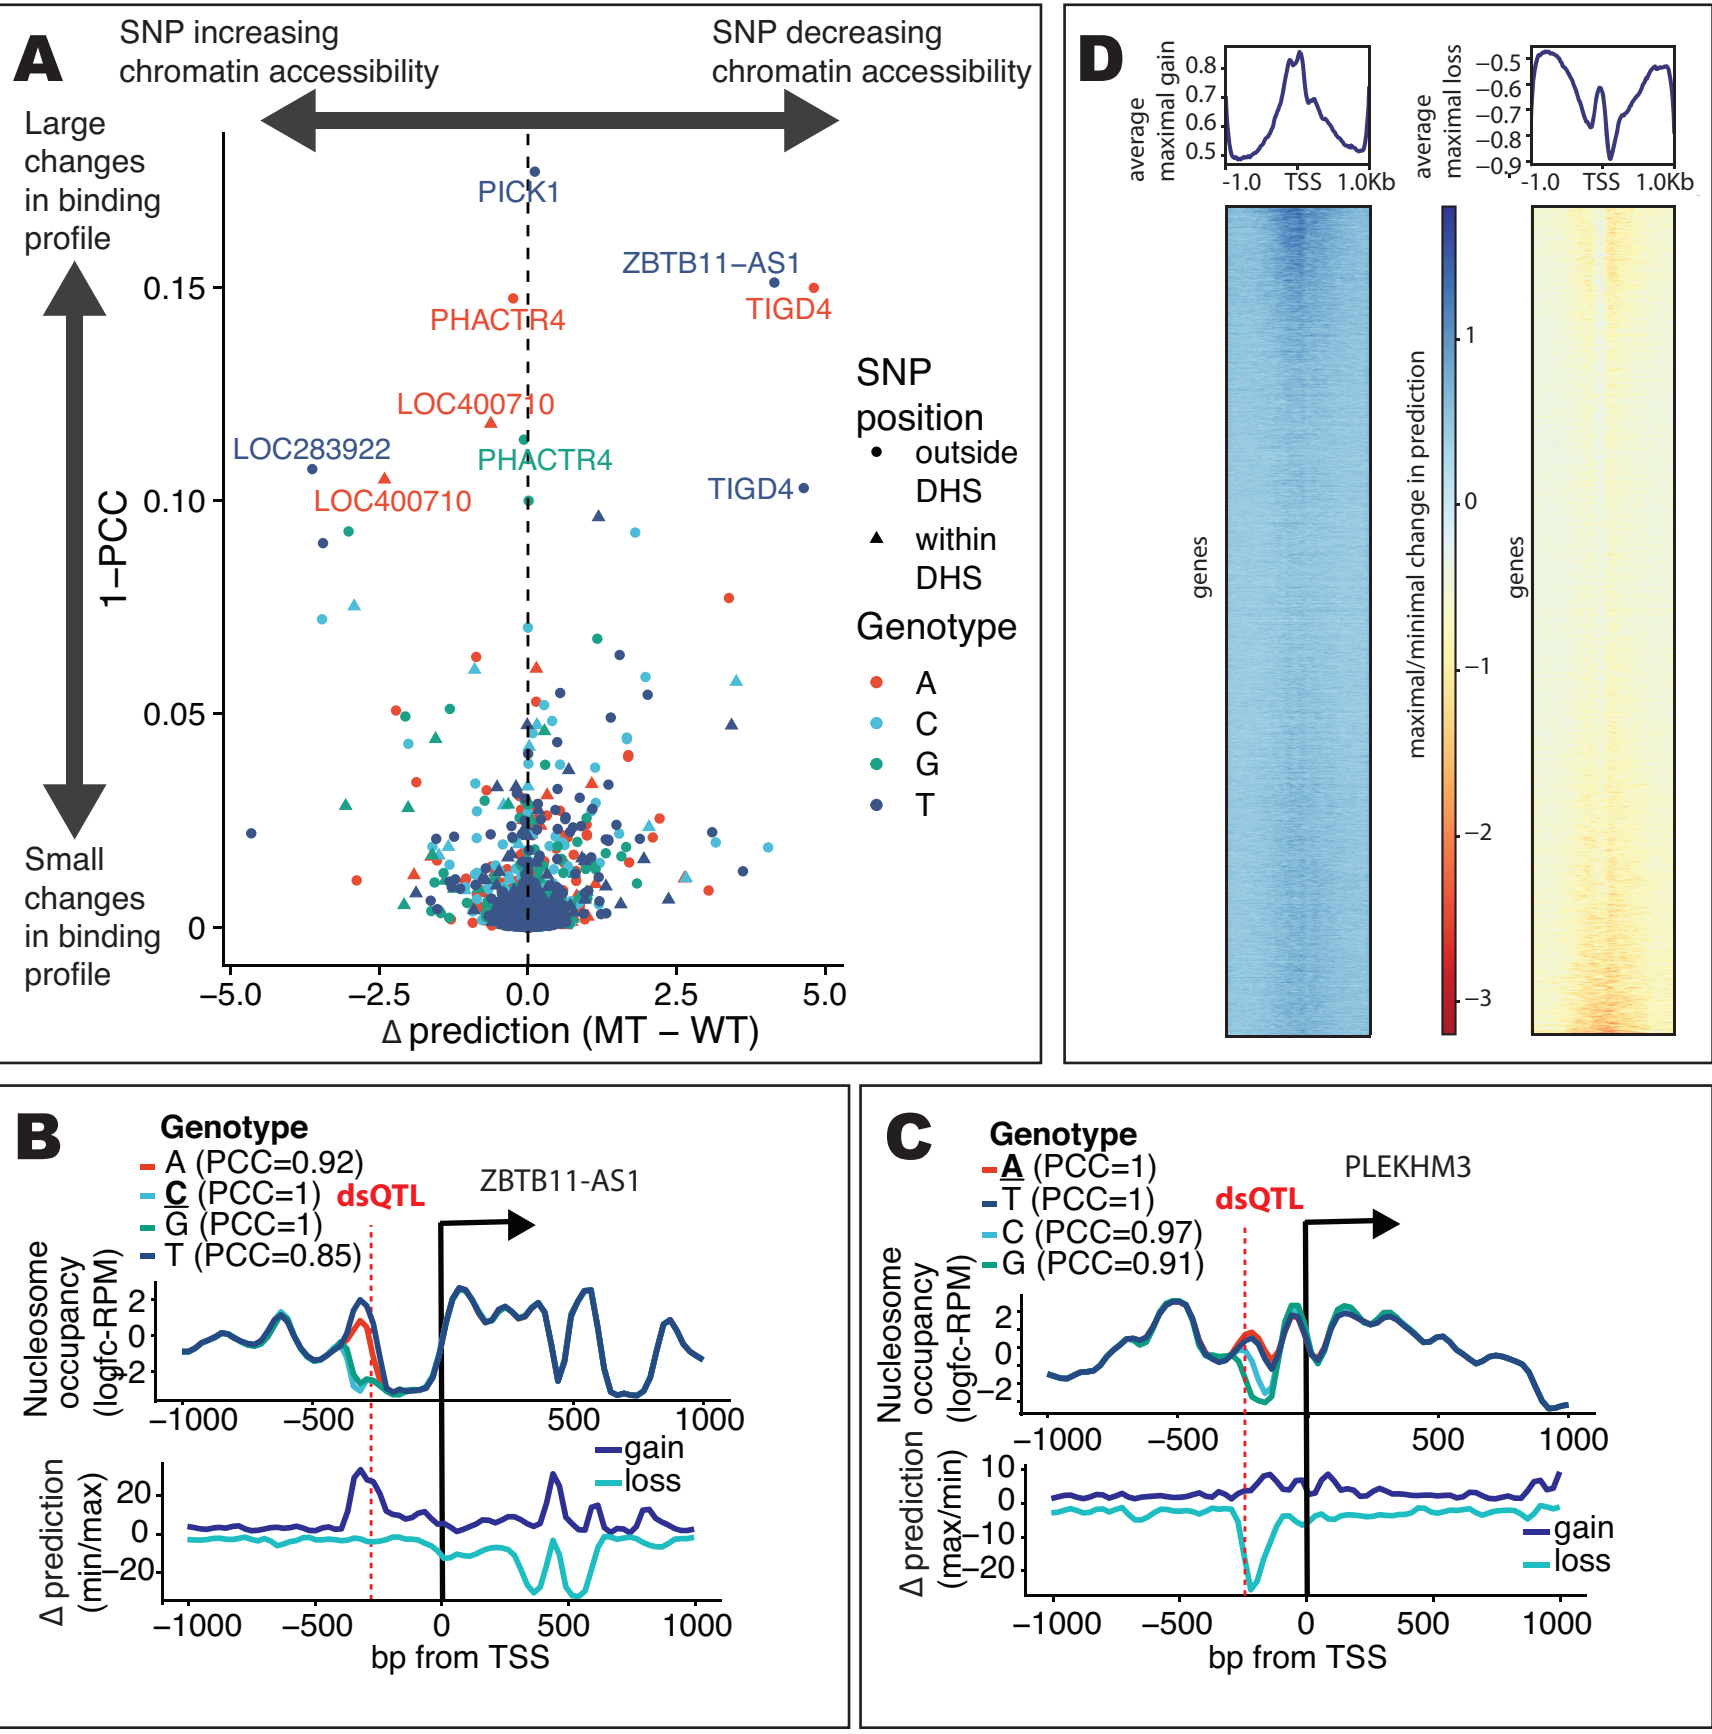 A
SNP increasing
chromatin accessibility
SNP decreasing
chromatin accessibility
Large
changes
in binding
profile
Small
changes
in binding
profile
1−PCC
0.15
0.10
0.05
0
PICK1
ZBTB11−AS1
TIGD4
PHACTR4
LOC400710
LOC283922
PHACTR4
LOC400710
TIGD4
SNP
position
outside
DHS
within
DHS
Genotype
A
C
G
T
−5.0
−2.5
0.0
2.5
5.0
Δ prediction (MT − WT)
D
average
maximal gain
0.8
0.7
0.6
0.5
-1.0
TSS
1.0Kb
average
maximal loss
−0.5
−0.6
−0.7
−0.8
−0.9
-1.0
TSS
1.0Kb
genes
maximal/minimal change in prediction
1
0
−1
−2
−3
genes
B
Genotype
A (PCC=0.92)
C (PCC=1)
G (PCC=1)
T (PCC=0.85)
dsQTL
ZBTB11-AS1
Nucleosome
occupancy
(logfc-RPM)
2
0
−2
−1000
−500
500
1000
gain
loss
Δ prediction
(min/max)
20
0
−20
−1000
−500
0
500
1000
bp from TSS
C
Genotype
A (PCC=1)
T (PCC=1)
C (PCC=0.97)
G (PCC=0.91)
dsQTL
PLEKHM3
Nucleosome
occupancy
(logfc-RPM)
2
0
−2
−1000
−500
500
1000
Δ prediction
(max/min)
10
0
−10
−20
gain
loss
−1000
−500
0
500
1000
bp from TSS